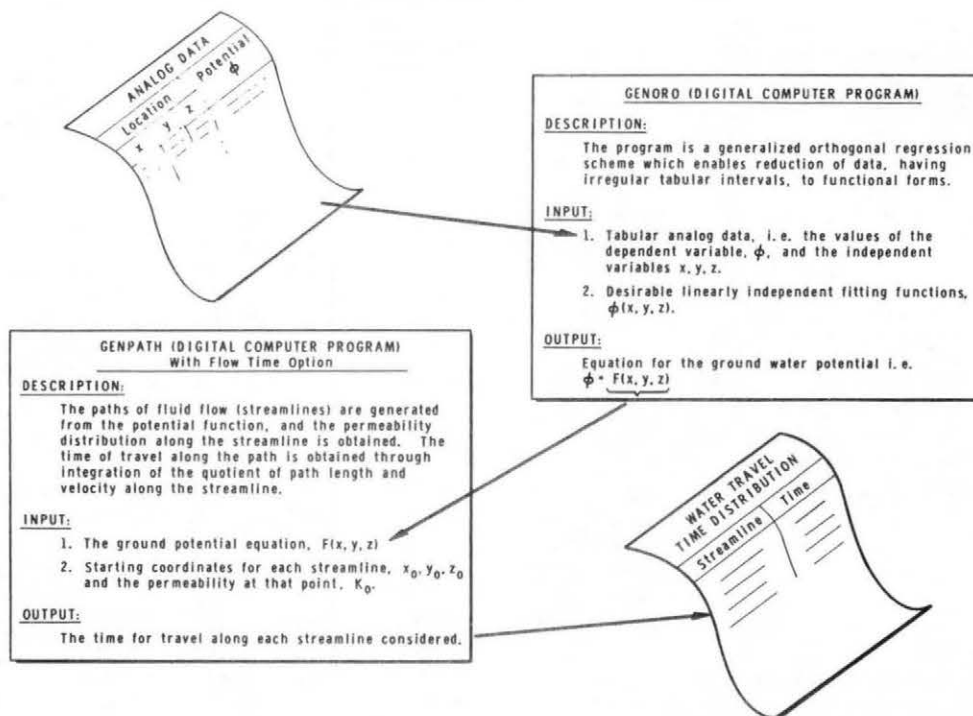 ANALOG DATA
Location Potential
x y z ϕ
GENORO (DIGITAL COMPUTER PROGRAM)
DESCRIPTION:
The program is a generalized orthogonal regression
scheme which enables reduction of data, having
irregular tabular intervals, to functional forms.
INPUT:
1. Tabular analog data, i.e. the values of the
dependent variable, ϕ, and the independent
variables x, y, z.
2. Desirable linearly independent fitting functions,
ϕ(x, y, z).
OUTPUT:
Equation for the ground water potential i.e.
ϕ = F(x, y, z)
GENPATH (DIGITAL COMPUTER PROGRAM)
With Flow Time Option
DESCRIPTION:
The paths of fluid flow (streamlines) are generated
from the potential function, and the permeability
distribution along the streamline is obtained. The
time of travel along the path is obtained through
integration of the quotient of path length and
velocity along the streamline.
INPUT:
1. The ground potential equation, F(x, y, z)
2. Starting coordinates for each streamline, x₀, y₀, z₀
and the permeability at that point, K₀.
OUTPUT:
The time for travel along each streamline considered.
WATER TRAVEL
TIME DISTRIBUTION
Streamline Time